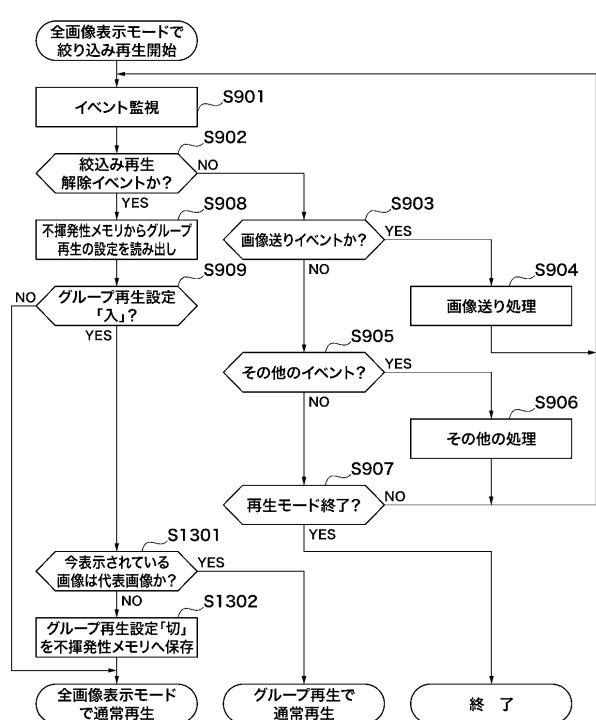 全画像表示モードで
絞り込み再生開始
イベント監視
S901
絞込み再生
解除イベントか?
S902
YES
NO
不揮発性メモリからグループ
再生の設定を読み出し
S908
画像送りイベントか?
S903
YES
NO
グループ再生設定
「入」?
S909
NO
YES
画像送り処理
S904
その他のイベント?
S905
YES
NO
その他の処理
S906
再生モード終了?
S907
NO
YES
今表示されている
画像は代表画像か?
S1301
YES
NO
グループ再生設定「切」
を不揮発性メモリへ保存
S1302
全画像表示モード
で通常再生
グループ再生で
通常再生
終 了